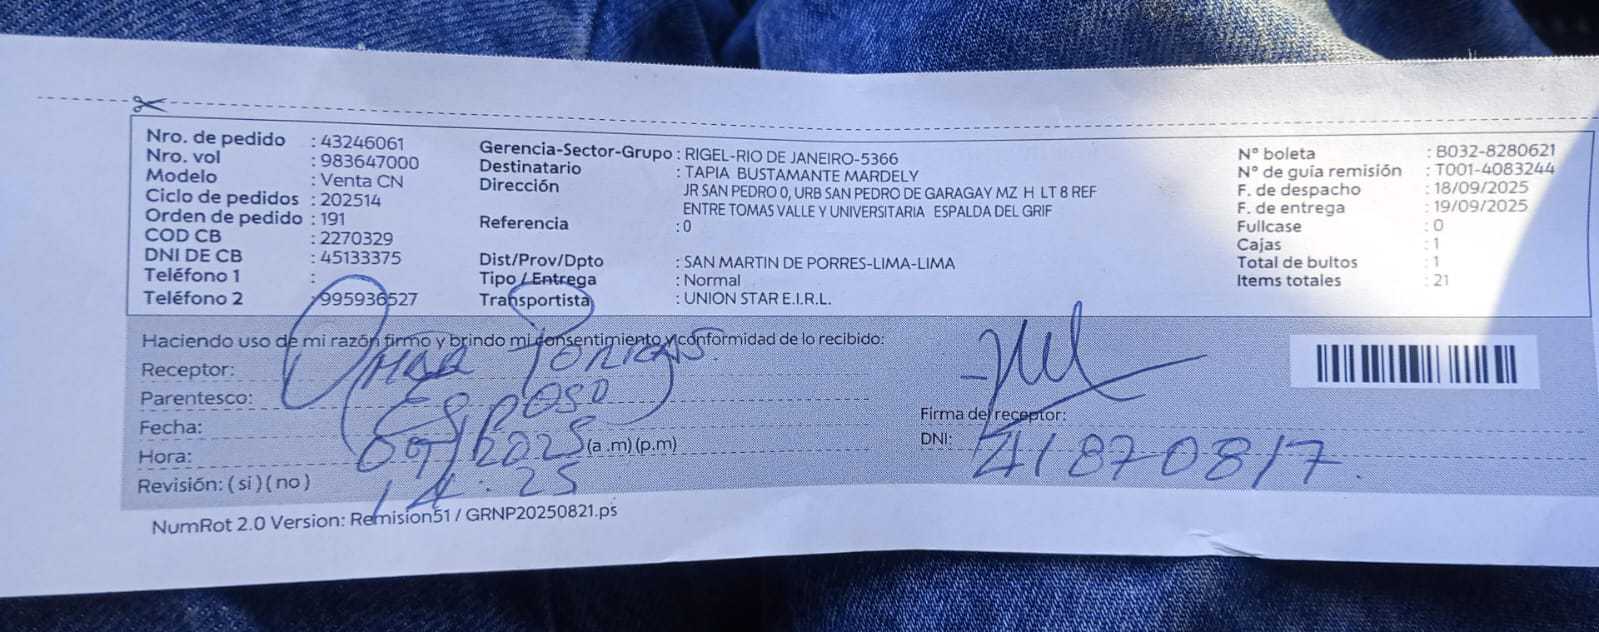 Nro. de pedido : 43246061
Nro. vol : 983647000
Modelo : Venta CN
Ciclo de pedidos : 202514
Orden de pedido : 191
COD CB : 2270329
DNI DE CB : 45133375
Teléfono 1 :
Teléfono 2 : 995936527
Gerencia-Sector-Grupo : RIGEL-RIO DE JANEIRO-5366
Destinatario : TAPIA BUSTAMANTE MARDELY
Dirección JR SAN PEDRO 0, URB SAN PEDRO DE GARAGAY MZ H LT 8 REF
ENTRE TOMAS VALLE Y UNIVERSITARIA ESPALDA DEL GRIF
Referencia : 0
Dist/Prov/Dpto : SAN MARTIN DE PORRES-LIMA-LIMA
Tipo / Entrega : Normal
Transportista : UNION STAR E.I.R.L.
N° boleta : B032-8280621
N° de guía remisión : T001-4083244
F. de despacho : 18/09/2025
F. de entrega : 19/09/2025
Fullcase : 0
Cajas : 1
Total de bultos : 1
Items totales : 21
Haciendo uso de mi razón firmo y brindo mi consentimiento y conformidad de lo recibido:
Receptor: Omar
Parentesco: Esposo
Fecha: 09/2025
Hora: 14:25 (a .m) (p.m)
Revisión: ( si ) ( no )
Firma del receptor:
DNI: 41870817.
NumRot 2.0 Version: Remision51 / GRNP20250821.ps